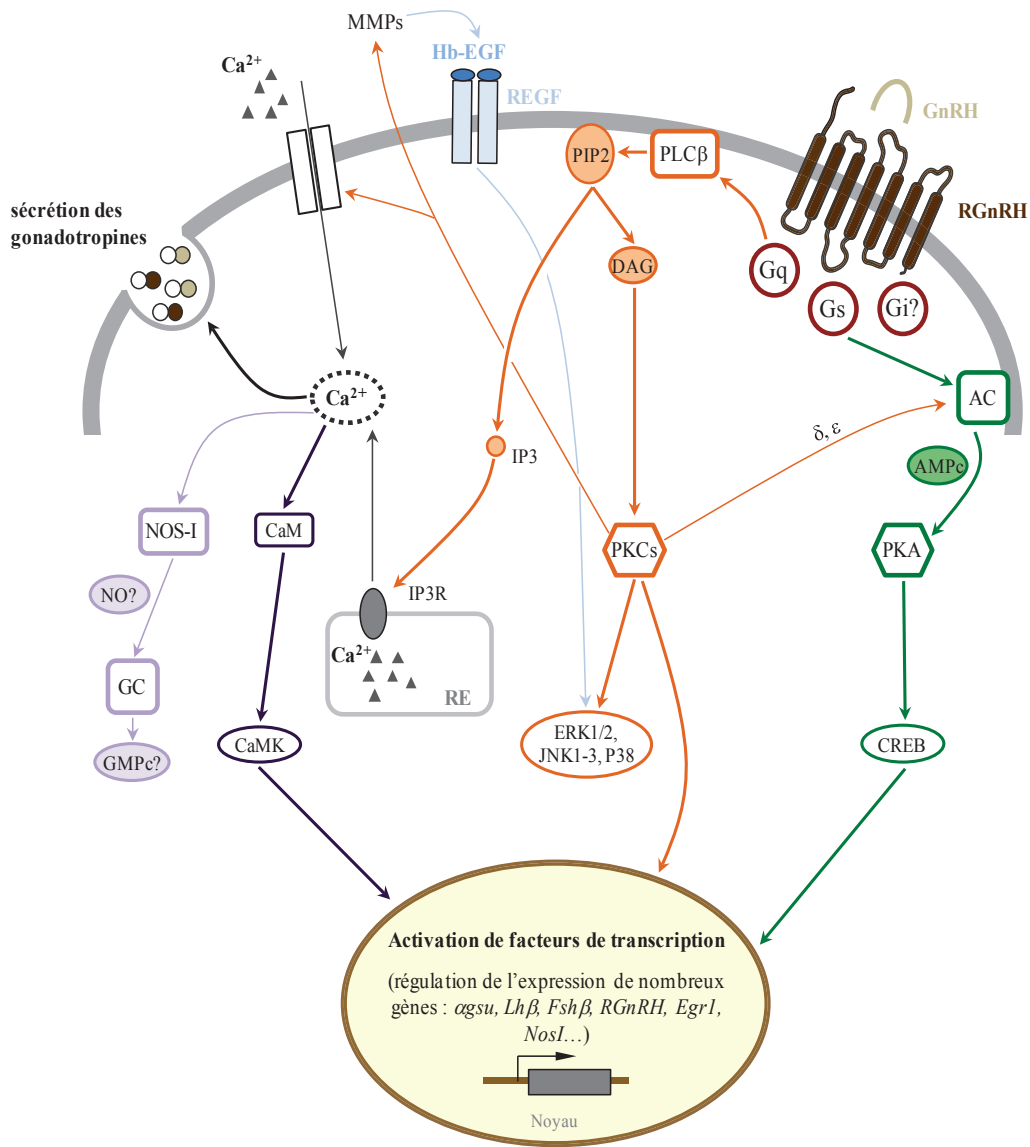 MMPs
Hb-EGF
Ca²⁺
REGF
GnRH
PIP2
PLCβ
RGnRH
sécrétion des
gonadotropines
DAG
Gq
Gs
Gi?
Ca²⁺
AC
δ, ε
IP3
AMPc
NOS-I
CaM
PKCs
PKA
NO?
IP3R
Ca²⁺
GC
RE
ERK1/2,
JNK1-3, P38
CaMK
CREB
GMPc?
Activation de facteurs de transcription
(régulation de l'expression de nombreux
gènes : αgsu, Lhβ, Fshβ, RGnRH, Egr1,
NosI…)
Noyau